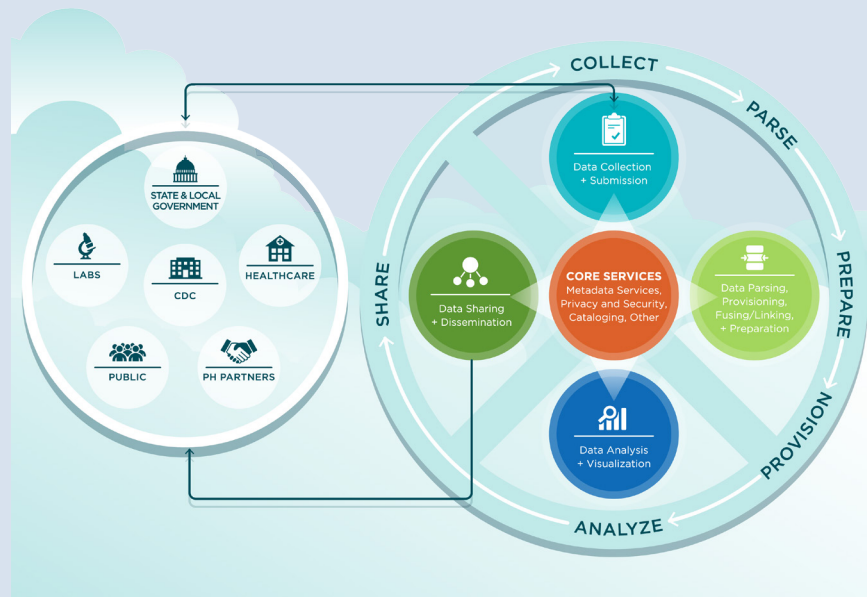 STATE & LOCAL
GOVERNMENT
LABS
CDC
HEALTHCARE
PUBLIC
PH PARTNERS
COLLECT
PARSE
PREPARE
PROVISION
ANALYZE
SHARE
Data Collection
+ Submission
Data Sharing
+ Dissemination
CORE SERVICES
Metadata Services,
Privacy and Security,
Cataloging, Other
Data Parsing,
Provisioning,
Fusing/Linking,
+ Preparation
Data Analysis
+ Visualization